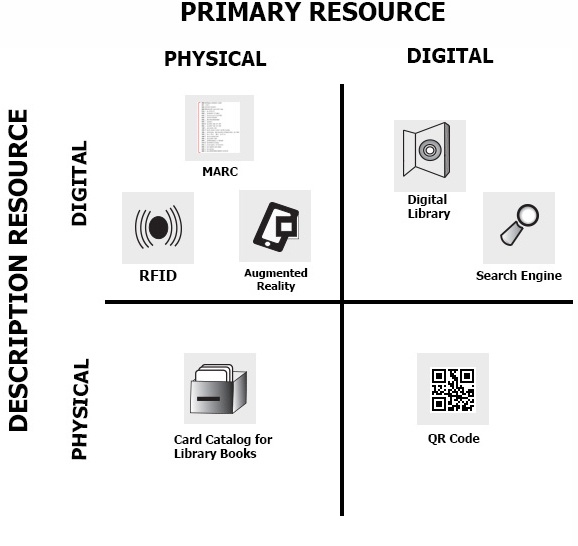 PRIMARY RESOURCE
PHYSICAL
DIGITAL
DESCRIPTION RESOURCE
DIGITAL
MARC
RFID
Augmented
Reality
Digital
Library
Search Engine
PHYSICAL
Card Catalog for
Library Books
QR Code